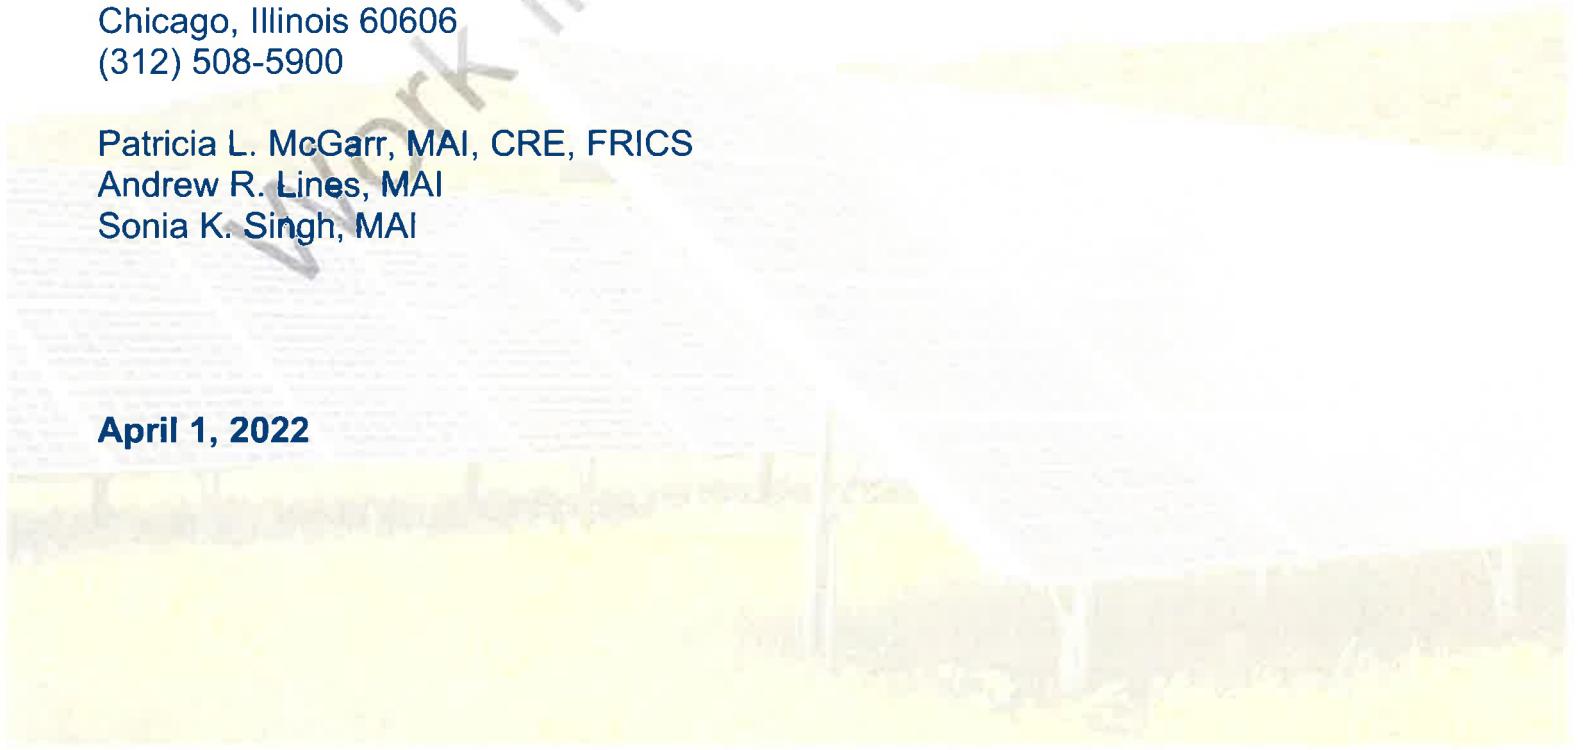 Chicago, Illinois 60606
(312) 508-5900
Patricia L. McGarr, MAI, CRE, FRICS
Andrew R. Lines, MAI
Sonia K. Singh, MAI
April 1, 2022
Work